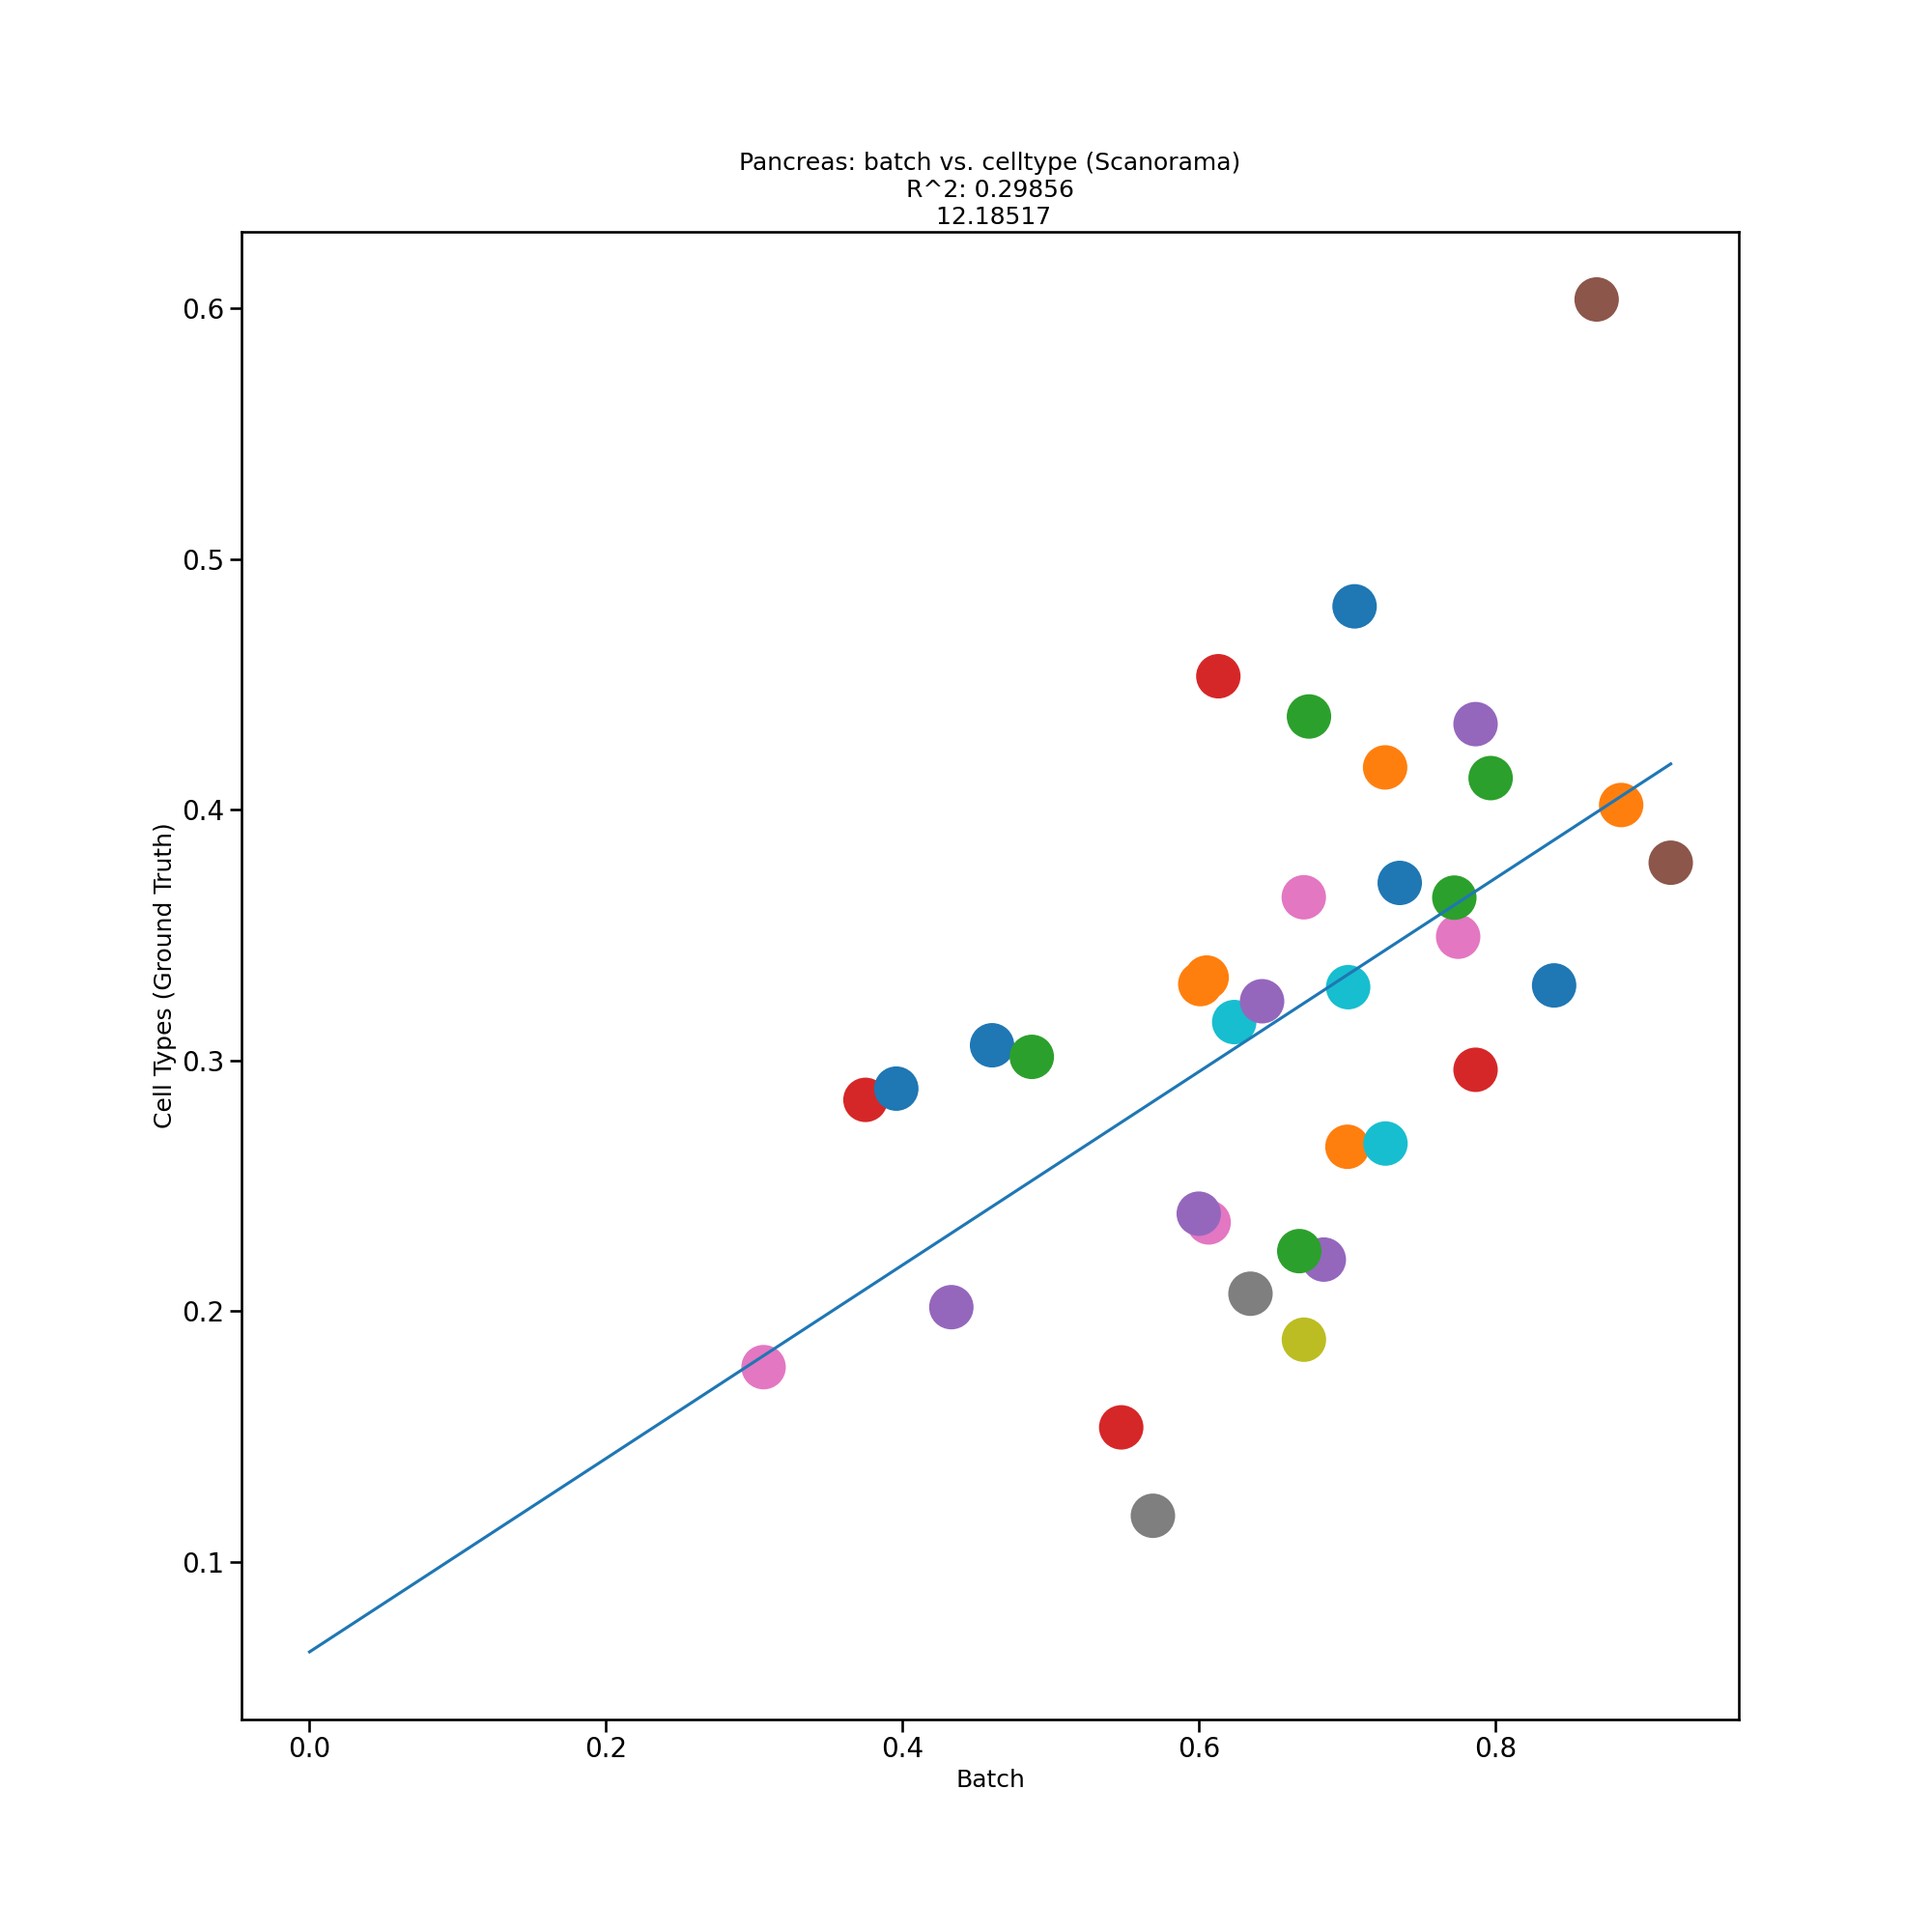 Pancreas: batch vs. celltype (Scanorama)
R^2: 0.29856
12.18517
0.6
0.5
0.4
0.3
0.2
0.1
Cell Types (Ground Truth)
0.0 0.2 0.4 0.6 0.8
Batch